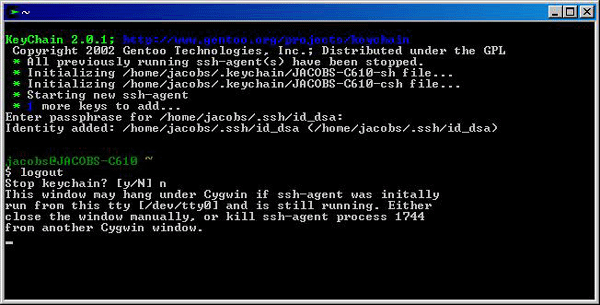 ~
KeyChain 2.0.1; http://www.gentoo.org/projects/keychain
Copyright 2002 Gentoo Technologies, Inc.; Distributed under the GPL
* All previously running ssh-agent(s) have been stopped.
* Initializing /home/jacobs/.keychain/JACOBS-C610-sh file...
* Initializing /home/jacobs/.keychain/JACOBS-C610-csh file...
* Starting new ssh-agent
* 1 more keys to add...
Enter passphrase for /home/jacobs/.ssh/id_dsa:
Identity added: /home/jacobs/.ssh/id_dsa (/home/jacobs/.ssh/id_dsa)
jacobs@JACOBS-C610 ~
$ logout
Stop keychain? [y/N] n
This window may hang under Cygwin if ssh-agent was initally
run from this tty [/dev/tty0] and is still running. Either
close the window manually, or kill ssh-agent process 1744
from another Cygwin window.